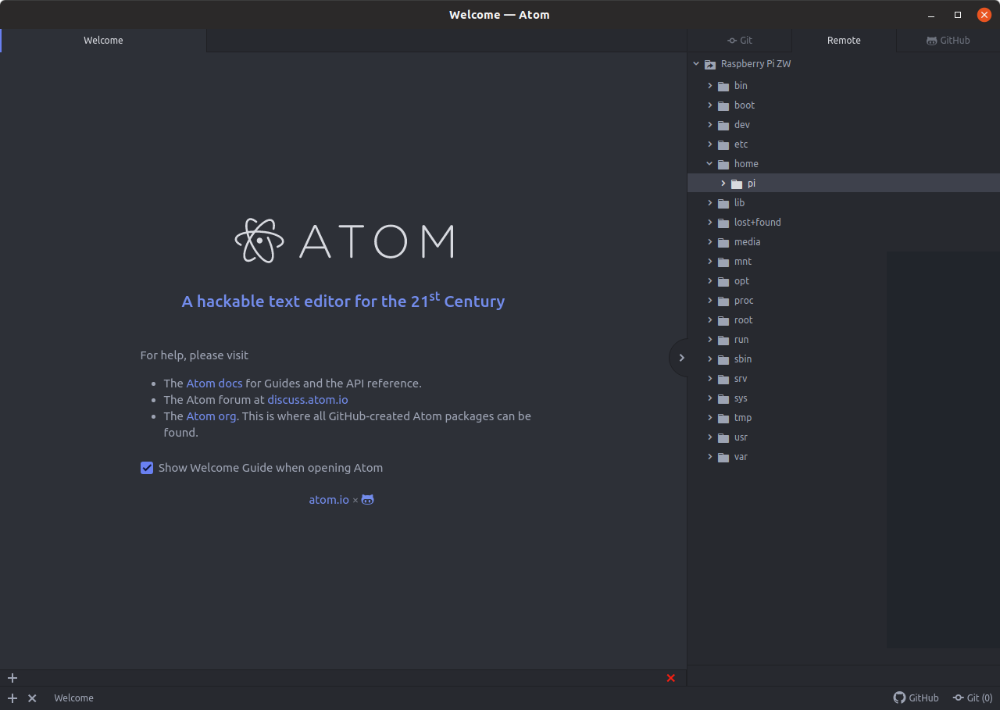 Welcome — Atom
Welcome
Git
Remote
GitHub
Raspberry Pi ZW
bin
boot
dev
etc
home
pi
lib
lost+found
media
mnt
opt
proc
root
run
sbin
srv
sys
tmp
usr
var
ATOM
A hackable text editor for the 21st Century
For help, please visit
The Atom docs for Guides and the API reference.
The Atom forum at discuss.atom.io
The Atom org. This is where all GitHub-created Atom packages can be
found.
Show Welcome Guide when opening Atom
atom.io ×
Welcome
GitHub
Git (0)